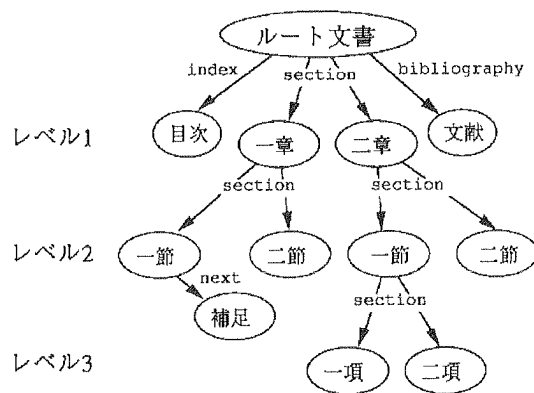 ルート文書
index section bibliography
レベル1 目次 一章 二章 文献
section section
レベル2 一節 二節 一節 二節
next
補足 section
レベル3 一項 二項